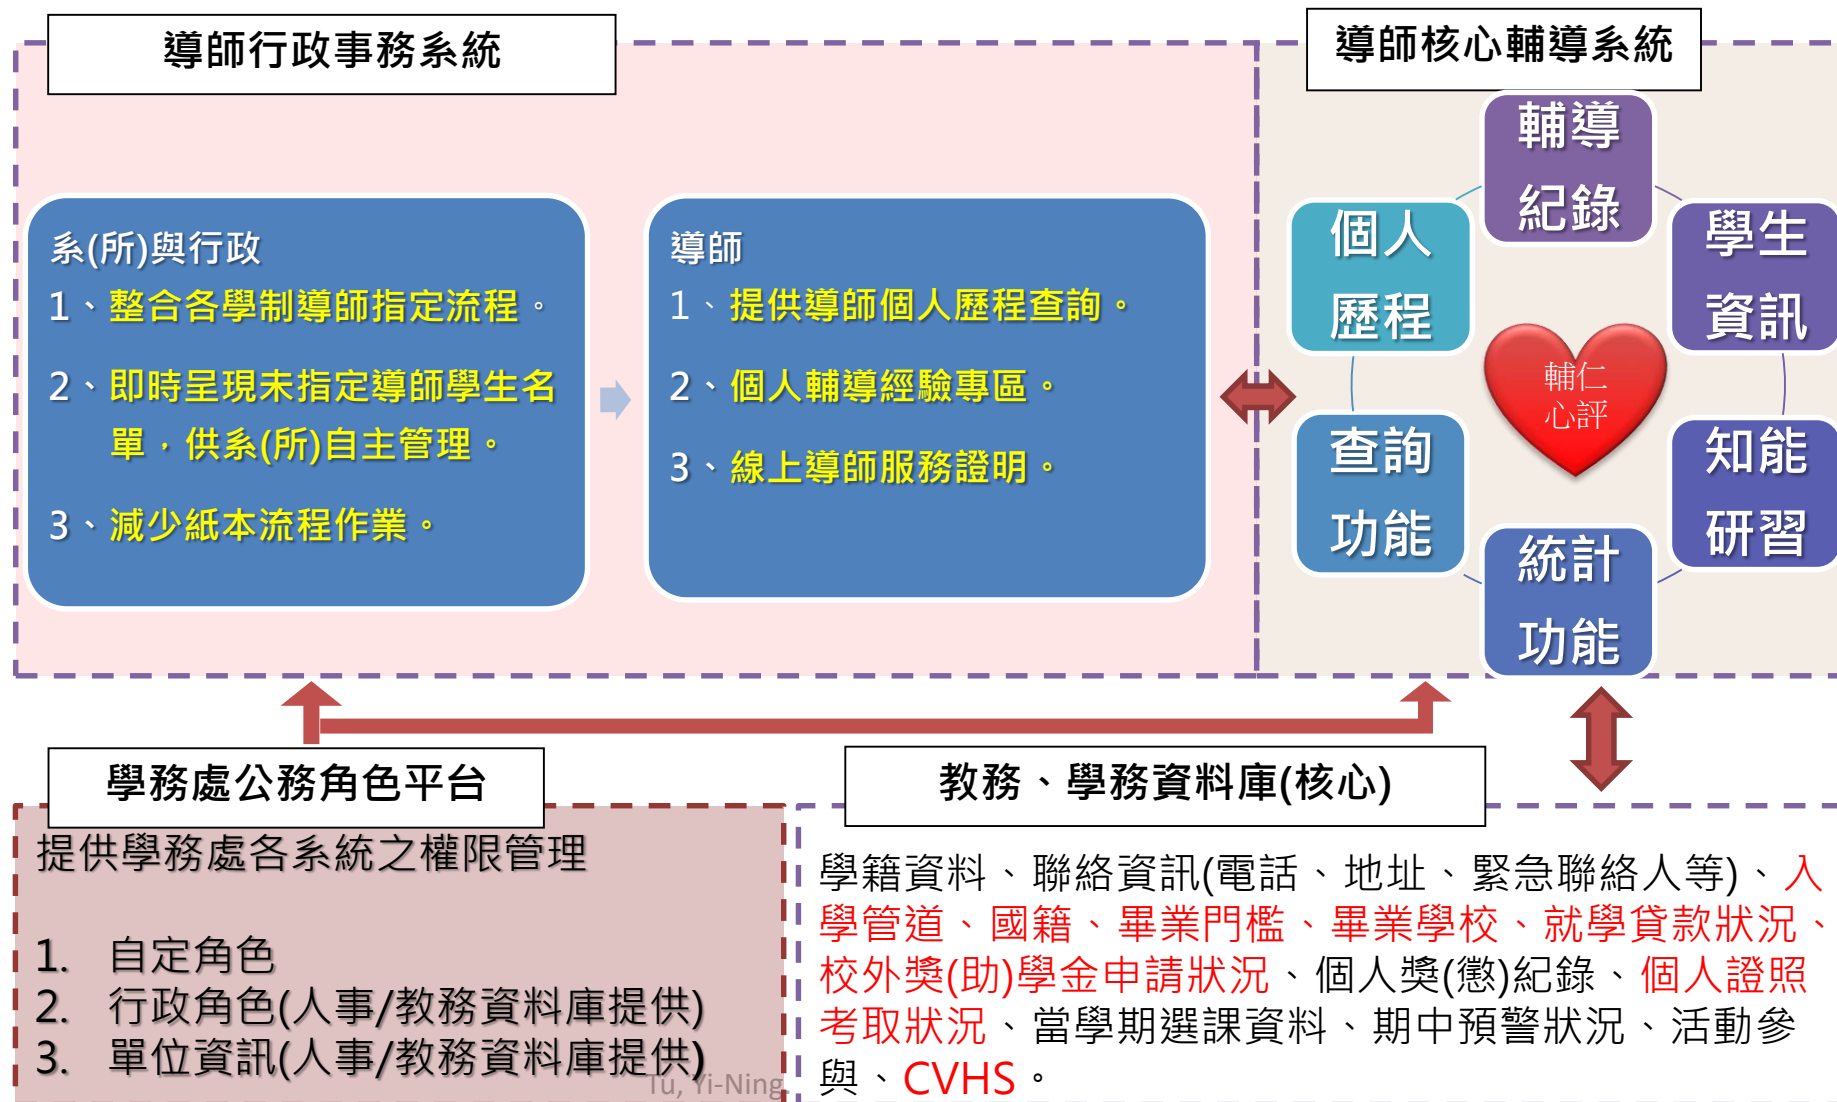 導師行政事務系統
系(所)與行政
1、整合各學制導師指定流程。
2、即時呈現未指定導師學生名
單，供系(所)自主管理。
3、減少紙本流程作業。
導師
1、提供導師個人歷程查詢。
2、個人輔導經驗專區。
3、線上導師服務證明。
導師核心輔導系統
輔導
紀錄
學生
資訊
知能
研習
統計
功能
查詢
功能
個人
歷程
輔仁
心評
學務處公務角色平台
提供學務處各系統之權限管理
1. 自定角色
2. 行政角色(人事/教務資料庫提供)
3. 單位資訊(人事/教務資料庫提供)
Tu, Yi-Ning.
教務、學務資料庫(核心)
學籍資料、聯絡資訊(電話、地址、緊急聯絡人等)、入
學管道、國籍、畢業門檻、畢業學校、就學貸款狀況、
校外獎(助)學金申請狀況、個人獎(懲)紀錄、個人證照
考取狀況、當學期選課資料、期中預警狀況、活動參
與、CVHS。